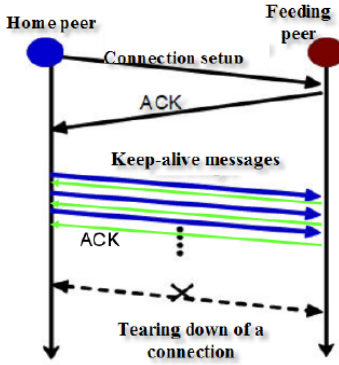 Home peer
Feeding
peer
Connection setup
ACK
Keep-alive messages
ACK
Tearing down of a
connection